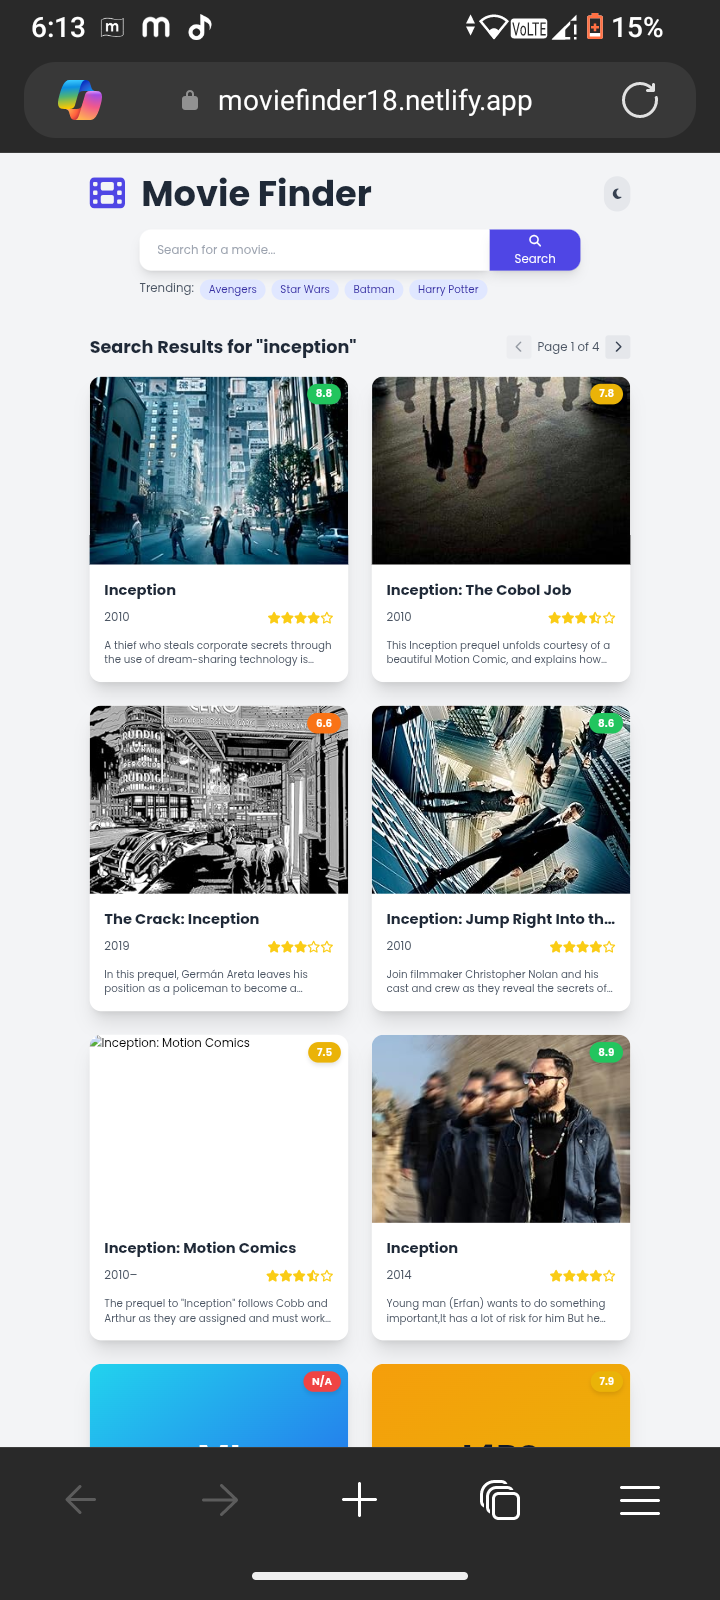 6:13
VoLTE
15%
moviefinder18.netlify.app
Movie Finder
Search for a movie...
Search
Trending: Avengers Star Wars Batman Harry Potter
Search Results for "inception"
Page 1 of 4
8.8
Inception
2010
A thief who steals corporate secrets through
the use of dream-sharing technology is...
7.8
Inception: The Cobol Job
2010
This Inception prequel unfolds courtesy of a
beautiful Motion Comic, and explains how...
6.6
RUNDIG
The Crack: Inception
2019
In this prequel, Germán Areta leaves his
position as a policeman to become a...
8.6
Inception: Jump Right Into th...
2010
Join filmmaker Christopher Nolan and his
cast and crew as they reveal the secrets of...
Inception: Motion Comics
7.5
Inception: Motion Comics
2010–
The prequel to "Inception" follows Cobb and
Arthur as they are assigned and must work...
8.9
Inception
2014
Young man (Erfan) wants to do something
important,It has a lot of risk for him But he...
N/A
7.9